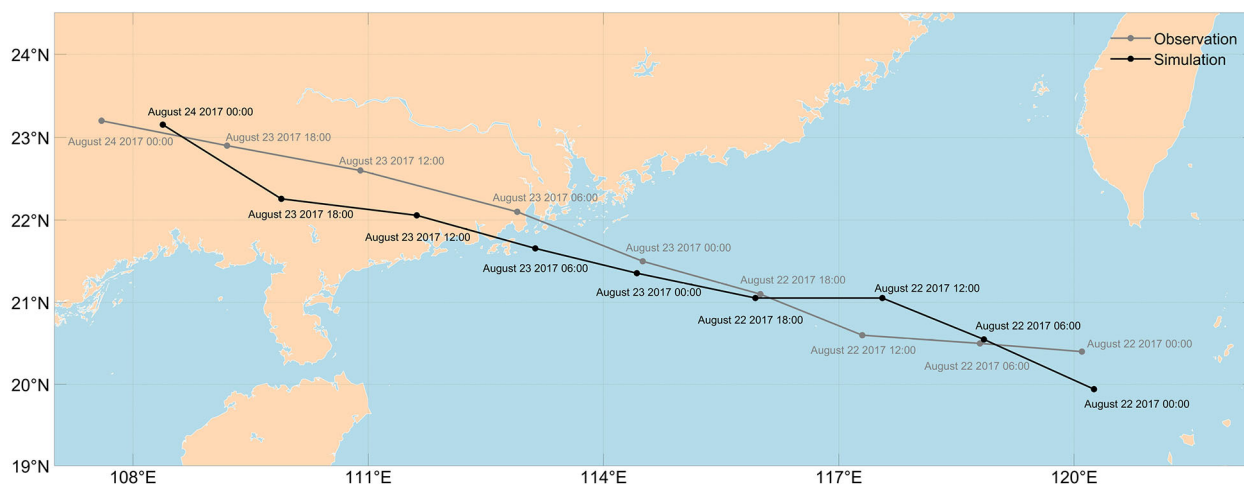 24°N
23°N
22°N
21°N
20°N
19°N
108°E
111°E
114°E
117°E
120°E
Observation
Simulation
August 24 2017 00:00
August 24 2017 00:00
August 23 2017 18:00
August 23 2017 12:00
August 23 2017 06:00
August 23 2017 18:00
August 23 2017 12:00
August 23 2017 00:00
August 23 2017 06:00
August 22 2017 18:00
August 22 2017 12:00
August 23 2017 00:00
August 22 2017 18:00
August 22 2017 06:00
August 22 2017 00:00
August 22 2017 12:00
August 22 2017 06:00
August 22 2017 00:00